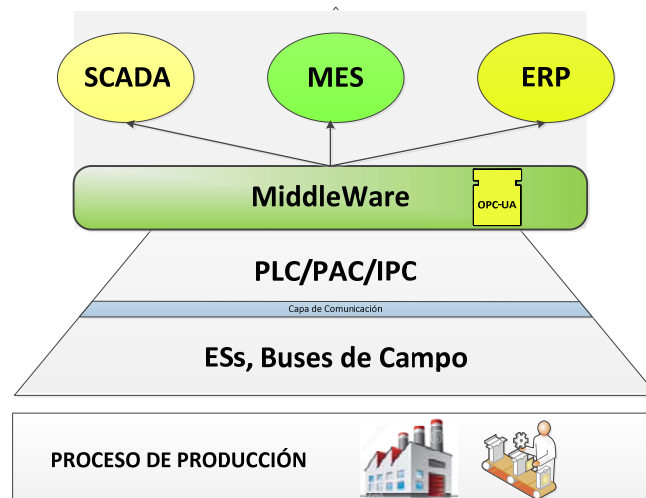 SCADA
MES
ERP
MiddleWare
OPC-UA
PLC/PAC/IPC
Capa de Comunicación
ESs, Buses de Campo
PROCESO DE PRODUCCIÓN